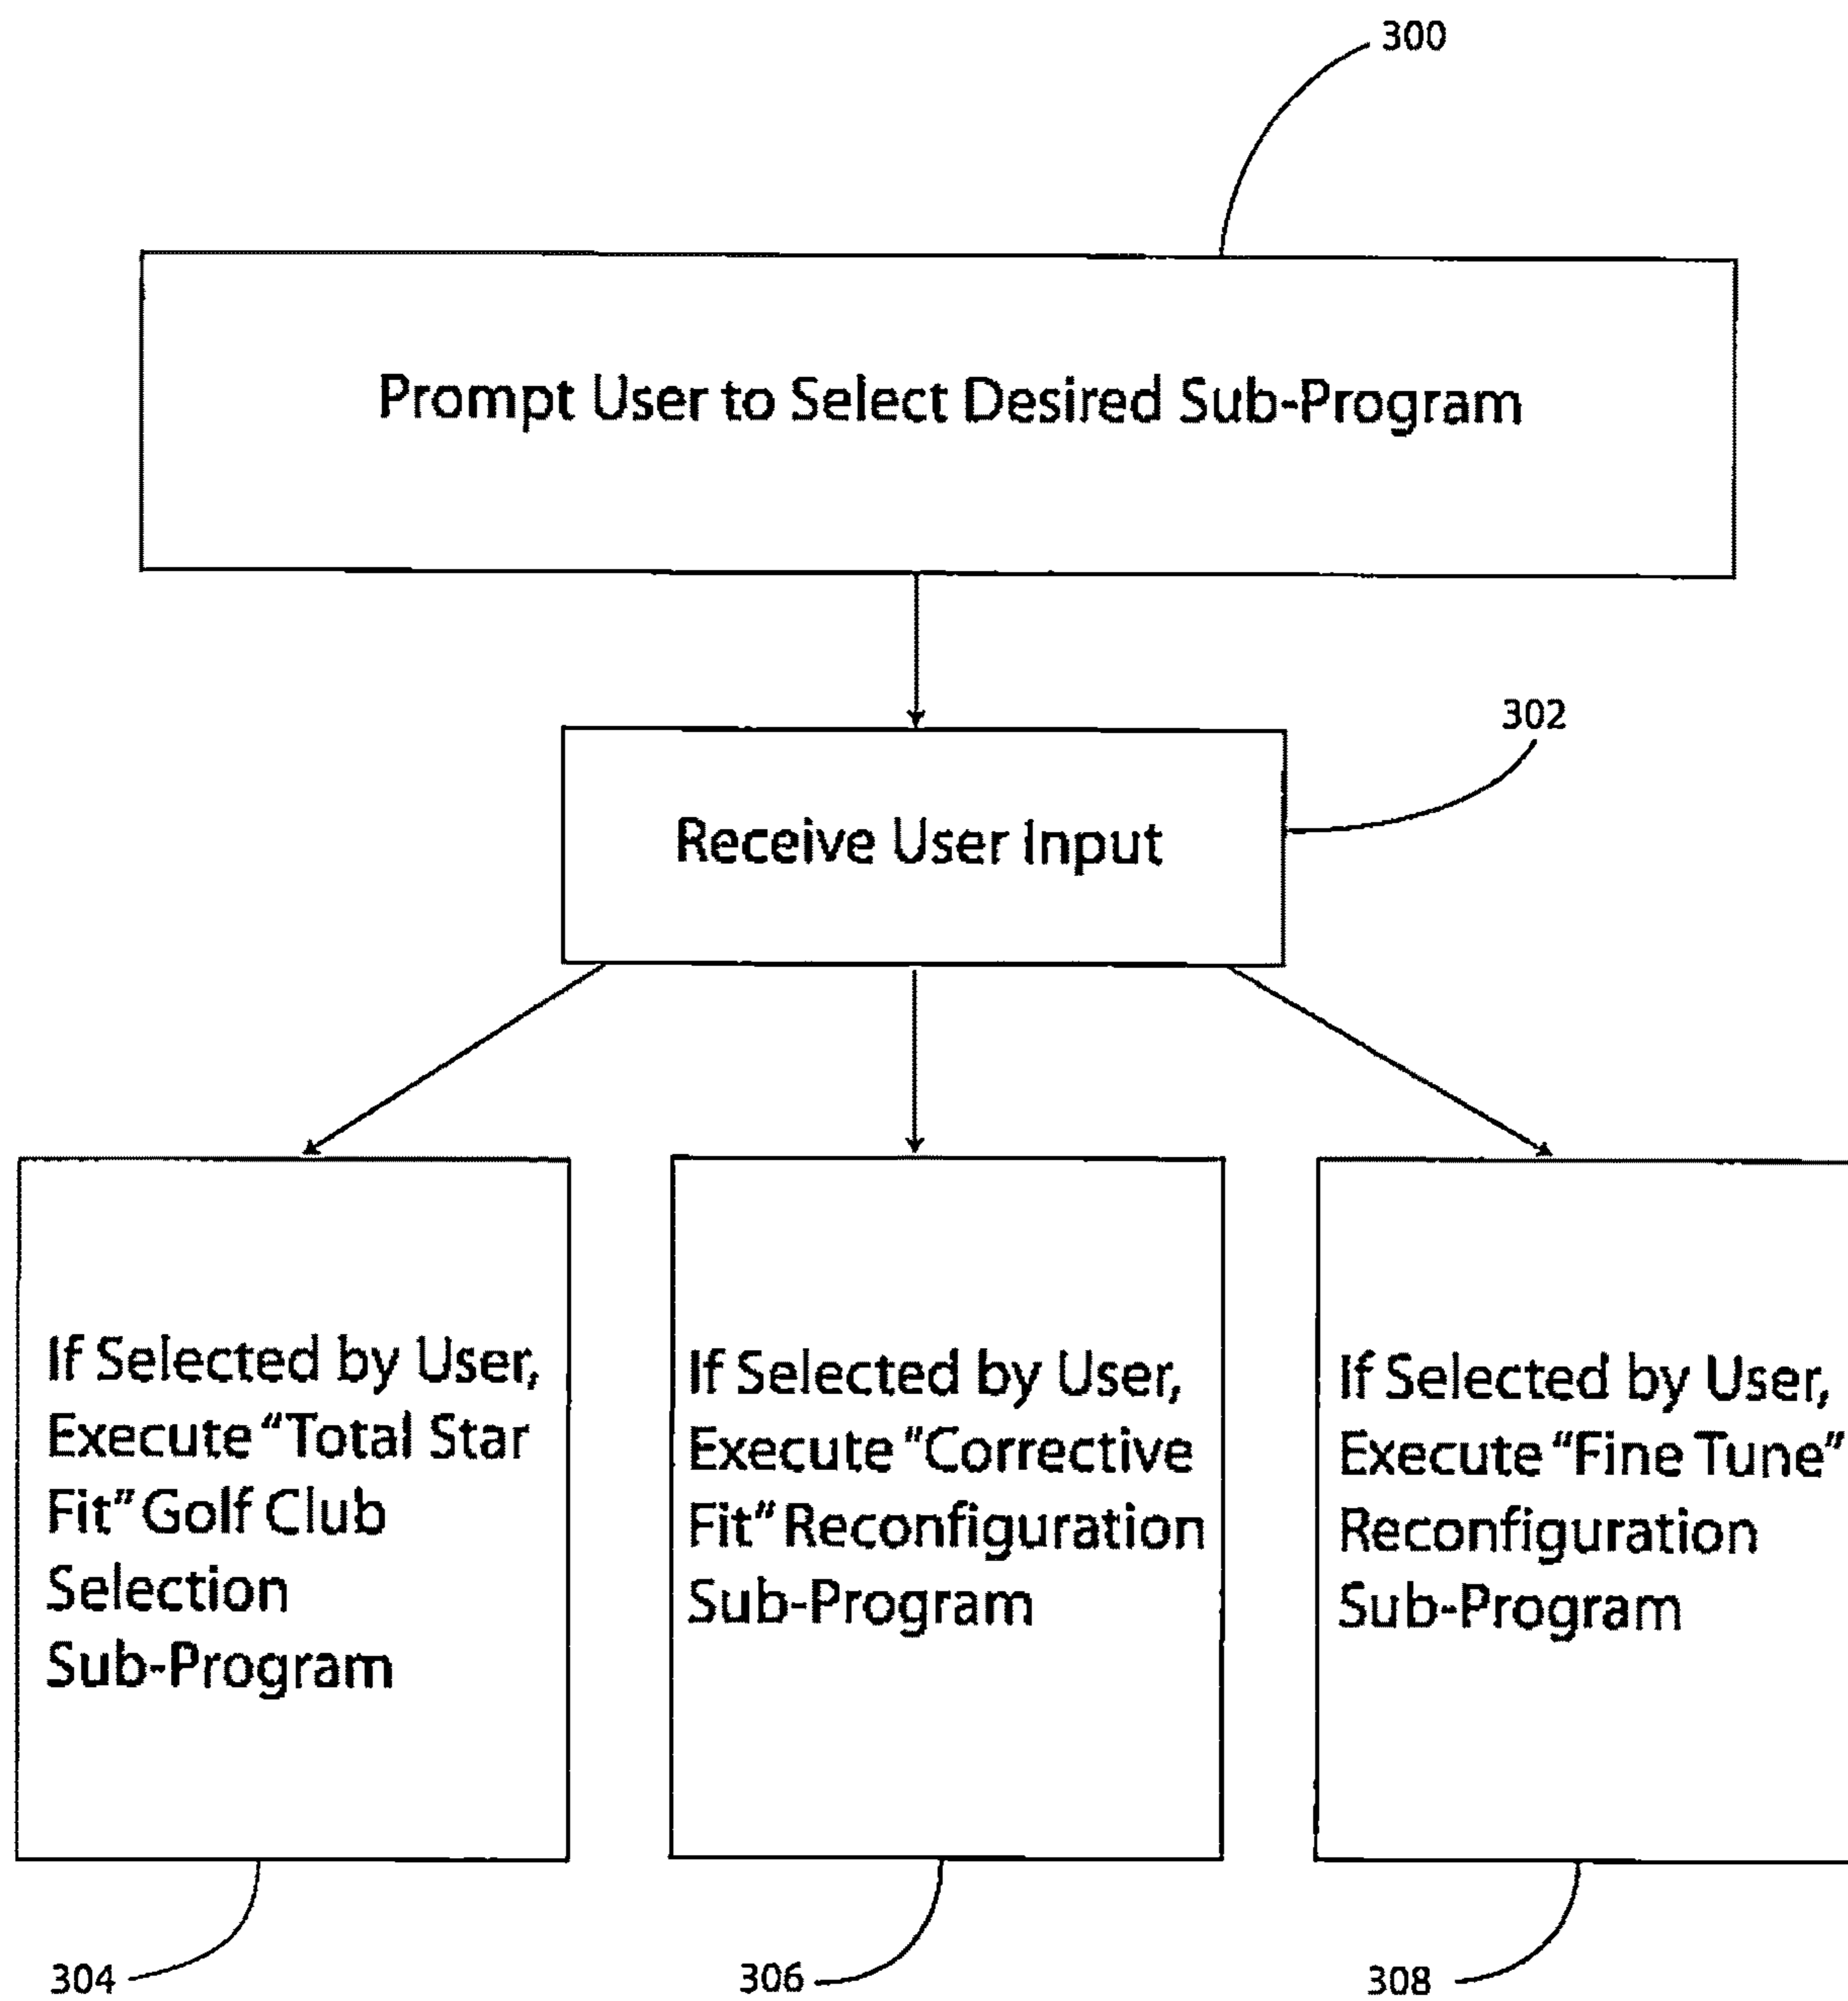 300
Prompt User to Select Desired Sub-Program
302
Receive User Input
If Selected by User,
Execute "Total Star
Fit" Golf Club
Selection
Sub-Program
If Selected by User,
Execute "Corrective
Fit" Reconfiguration
Sub-Program
If Selected by User,
Execute "Fine Tune"
Reconfiguration
Sub-Program
304
306
308